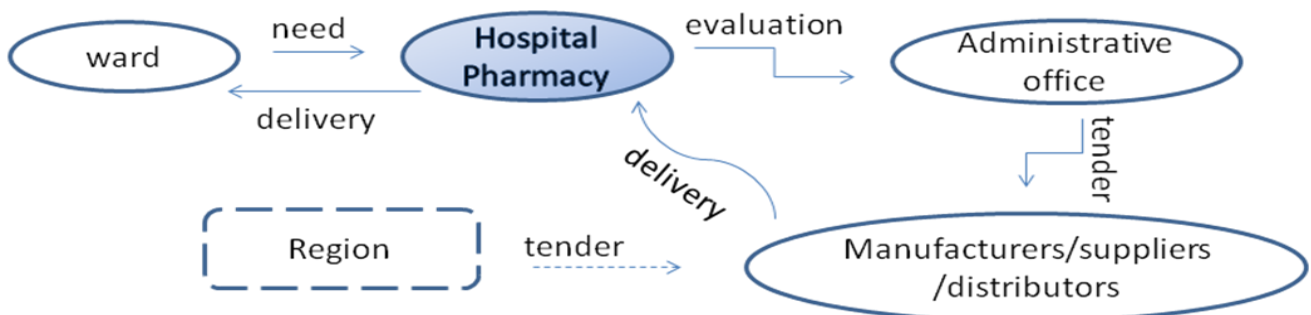 ward
need
Hospital
Pharmacy
evaluation
Administrative
office
delivery
tender
delivery
Region
tender
Manufacturers/suppliers
/distributors